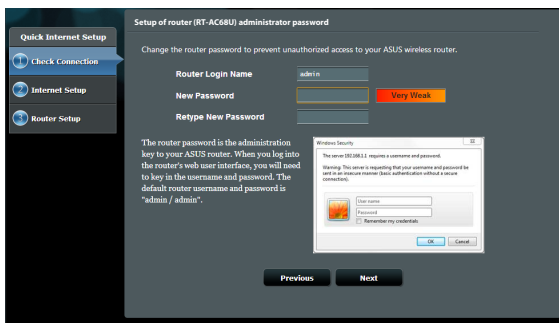 Setup of router (RT-AC68U) administrator password
Quick Internet Setup
1 Check Connection
2 Internet Setup
3 Router Setup
Change the router password to prevent unauthorized access to your ASUS wireless router.
Router Login Name
admin
New Password
Very Weak
Retype New Password
The router password is the administration
key to your ASUS router. When you log into
the router's web user interface, you will need
to key in the username and password. The
default router username and password is
"admin / admin".
Windows Security
The server 192.168.1.1 requires a username and password.
Warning: This server is requesting that your username and password be
sent in an insecure manner (basic authentication without a secure
connection).
User name
Password
Remember my credentials
OK
Cancel
Previous
Next